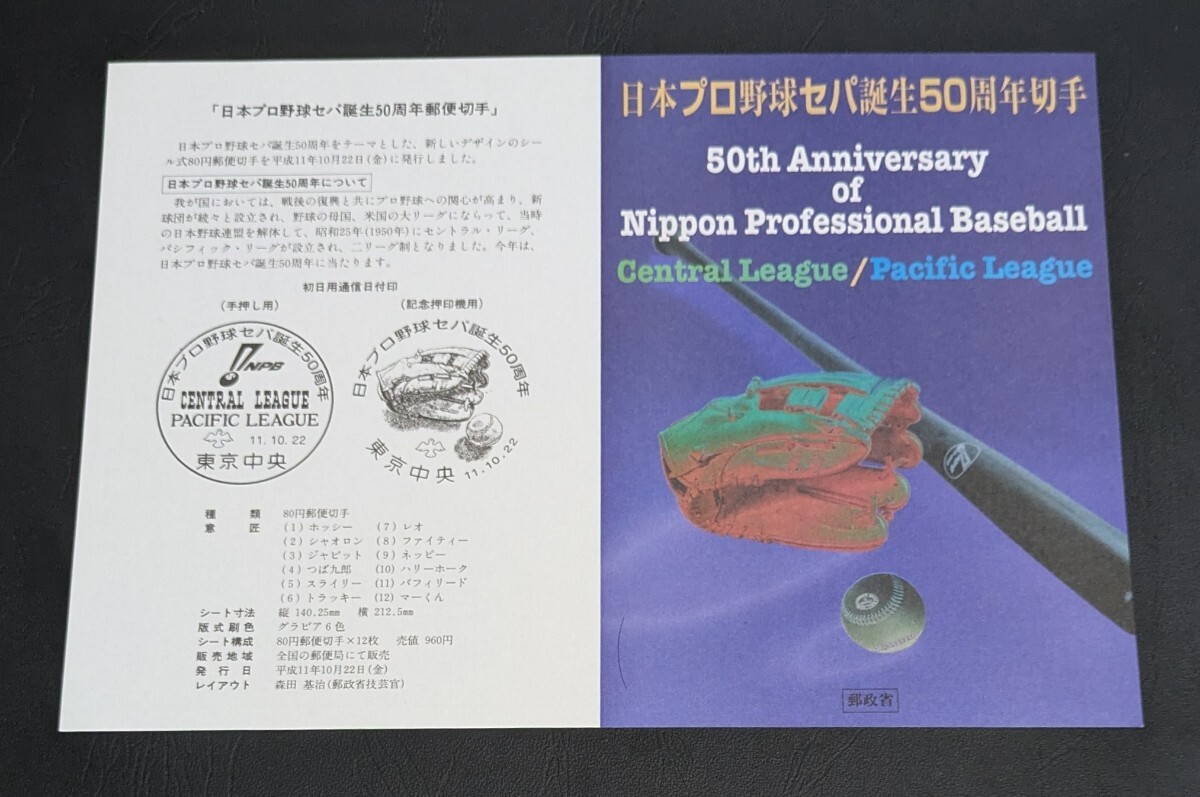 「日本プロ野球セパ誕生50周年郵便切手」
日本プロ野球セパ誕生50周年をテーマとした、新しいデザインのシー
ル式80円郵便切手を平成11年10月22日(金)に発行しました。
日本プロ野球セパ誕生50周年について
我が国においては、戦後の復興と共にプロ野球への関心が高まり、新
球団が続々と設立され、野球の母国、米国の大リーグにならって、当時
の日本野球連盟を解体して、昭和25年(1950年)にセントラル・リーグ、
パシフィック・リーグが設立され、二リーグ制となりました。今年は、
日本プロ野球セパ誕生50周年に当たります。
初日用通信日付印
(手押し用)
(記念押印機用)
日本プロ野球セパ誕生50周年
NPB
CENTRAL LEAGUE
PACIFIC LEAGUE
11.10.22
東京中央
日本プロ野球セパ誕生50周年
東京中央
11.10.22
種類 80円郵便切手
意匠 (1)ホッシー (7)レオ
(2)シャオロン (8)ファイティー
(3)ジャビット (9)ネッピー
(4)つば九郎 (10)ハリーホーク
(5)スライリー (11)パフィリード
(6)トラッキー (12)マーくん
シート寸法 縦 140.25mm 横 212.5mm
版式刷色 グラビア6色
シート構成 80円郵便切手×12枚 売価 960円
販売地域 全国の郵便局にて販売
発行日 平成11年10月22日(金)
レイアウト 森田 基治(郵政省技芸官)
日本プロ野球セパ誕生50周年切手
50th Anniversary
of
Nippon Professional Baseball
Central League/Pacific League
郵政省